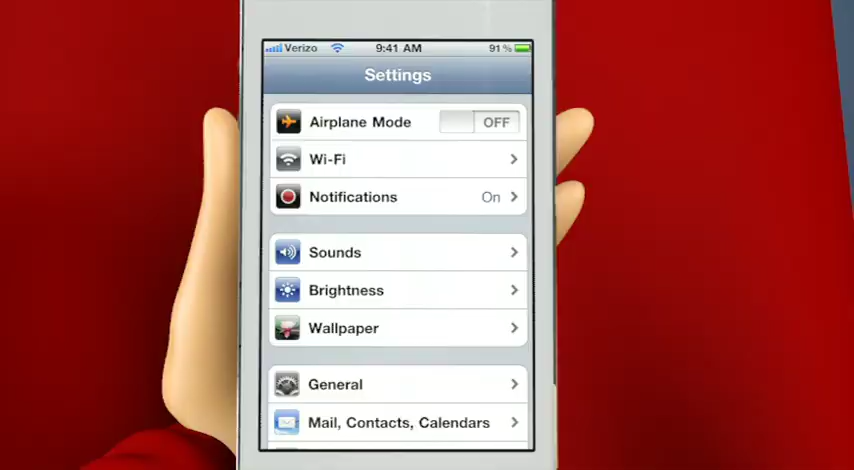 Verizo 9:41 AM 91%
Settings
Airplane Mode OFF
Wi-Fi
Notifications On
Sounds
Brightness
Wallpaper
General
Mail, Contacts, Calendars